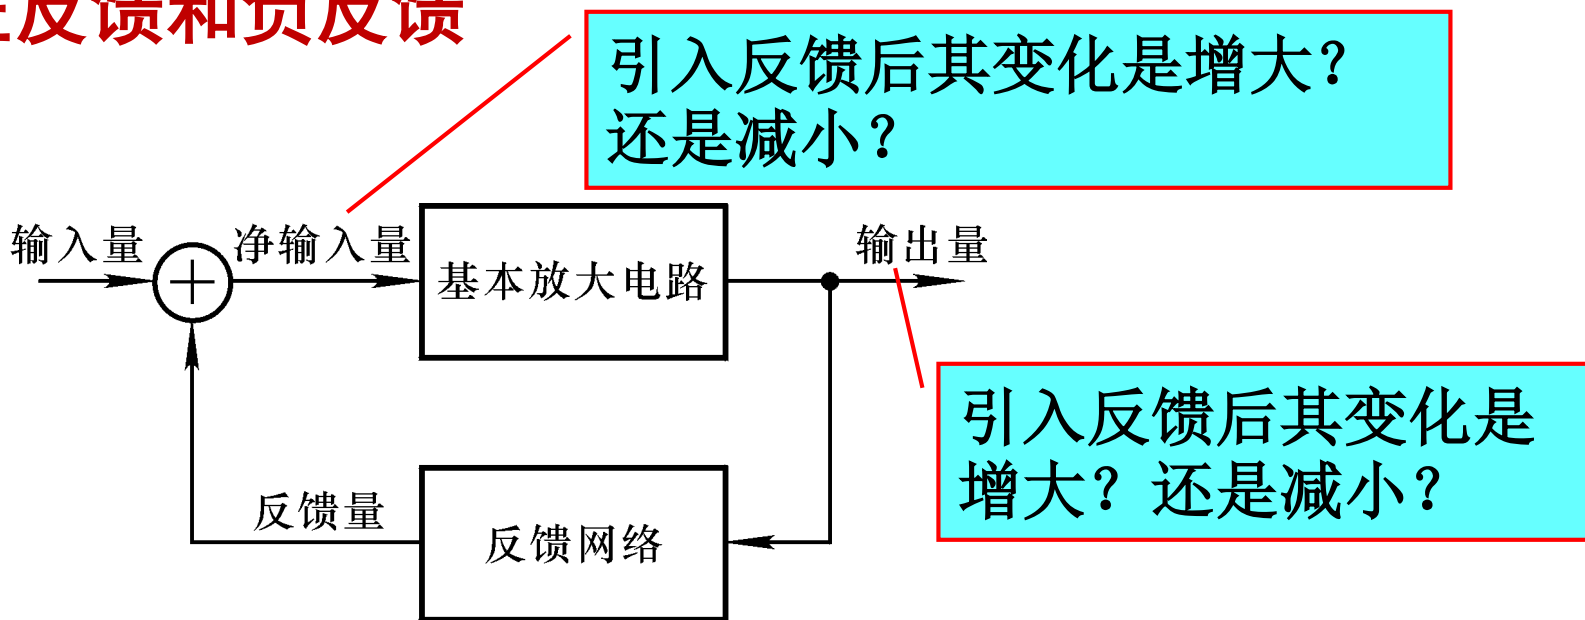 正反馈和负反馈
引入反馈后其变化是增大?
还是减小?
输入量
净输入量
基本放大电路
输出量
引入反馈后其变化是
增大? 还是减小?
反馈量
反馈网络